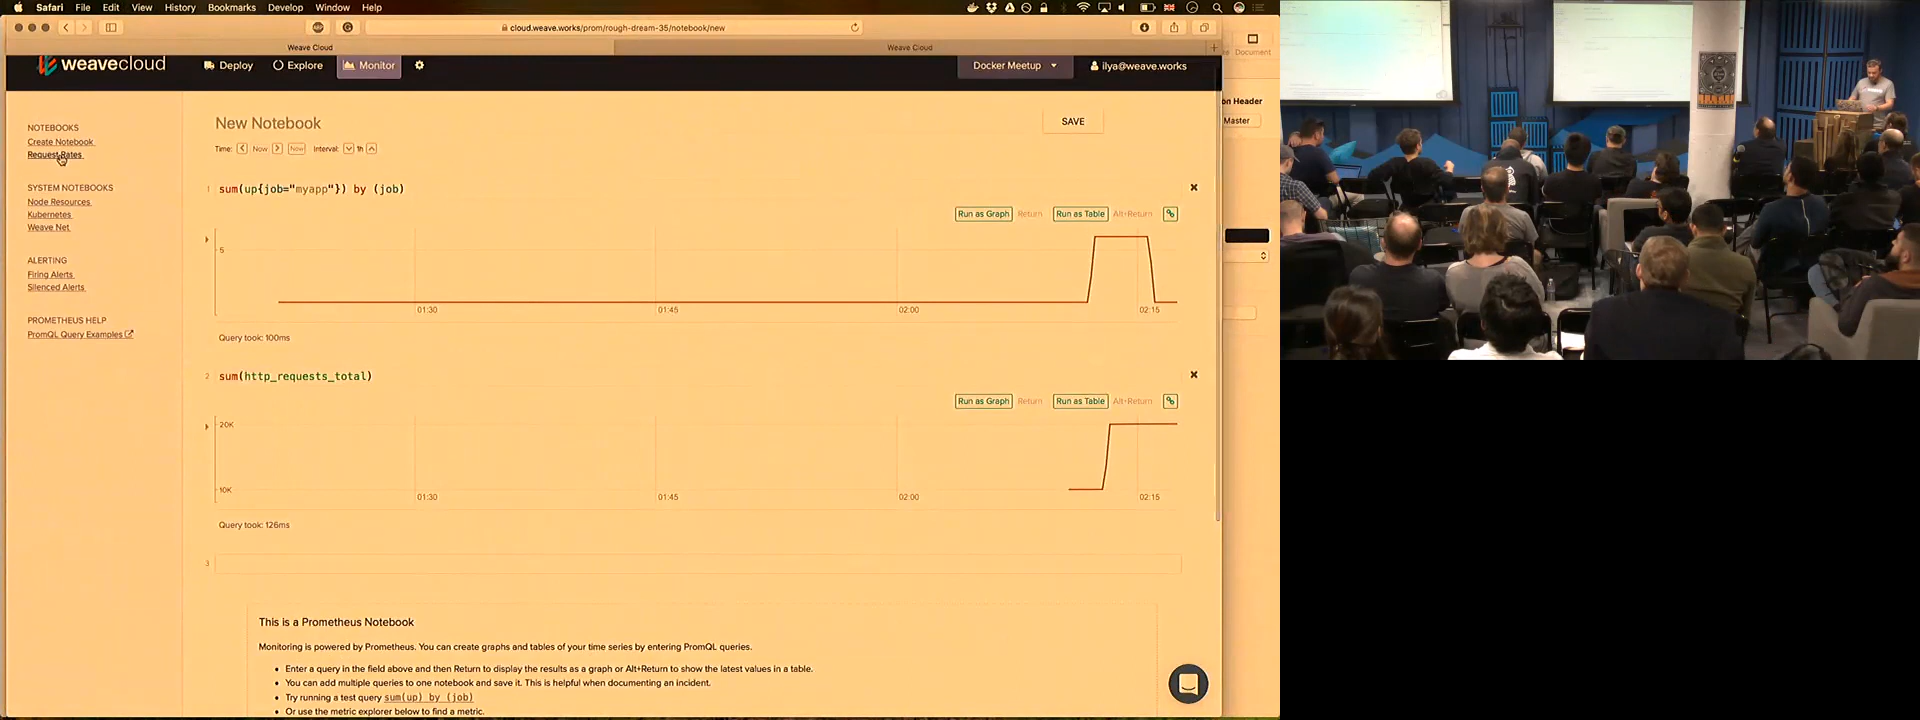 Safari File Edit View History Bookmarks Develop Window Help
cloud.weave.works/prom/rough-dream-35/notebook/new
Weave Cloud
Weave Cloud
weavecloud
Deploy
Explore
Monitor
Docker Meetup
ilya@weave.works
Document
on Header
Master
NOTEBOOKS
Create Notebook
Request Rates
SYSTEM NOTEBOOKS
Node Resources
Kubernetes
Weave Net
ALERTING
Firing Alerts
Silenced Alerts
PROMETHEUS HELP
PromQL Query Examples
New Notebook
SAVE
Time: Now Now Interval: 1h
1 sum(up{job="myapp"}) by (job)
Run as Graph Return Run as Table Alt+Return
5
01:30 01:45 02:00 02:15
Query took: 100ms
2 sum(http_requests_total)
Run as Graph Return Run as Table Alt+Return
20K
10K
01:30 01:45 02:00 02:15
Query took: 126ms
3
This is a Prometheus Notebook
Monitoring is powered by Prometheus. You can create graphs and tables of your time series by entering PromQL queries.
• Enter a query in the field above and then Return to display the results as a graph or Alt+Return to show the latest values in a table.
• You can add multiple queries to one notebook and save it. This is helpful when documenting an incident.
• Try running a test query sum(up) by (job)
• Or use the metric explorer below to find a metric.